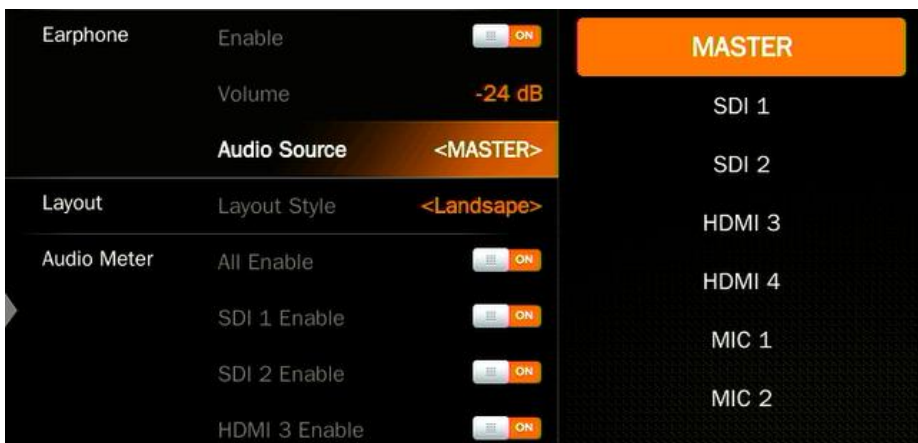 Earphone Enable ON
Volume -24 dB
Audio Source <MASTER>
Layout Layout Style <Landsape>
Audio Meter All Enable ON
SDI 1 Enable ON
SDI 2 Enable ON
HDMI 3 Enable ON
MASTER
SDI 1
SDI 2
HDMI 3
HDMI 4
MIC 1
MIC 2